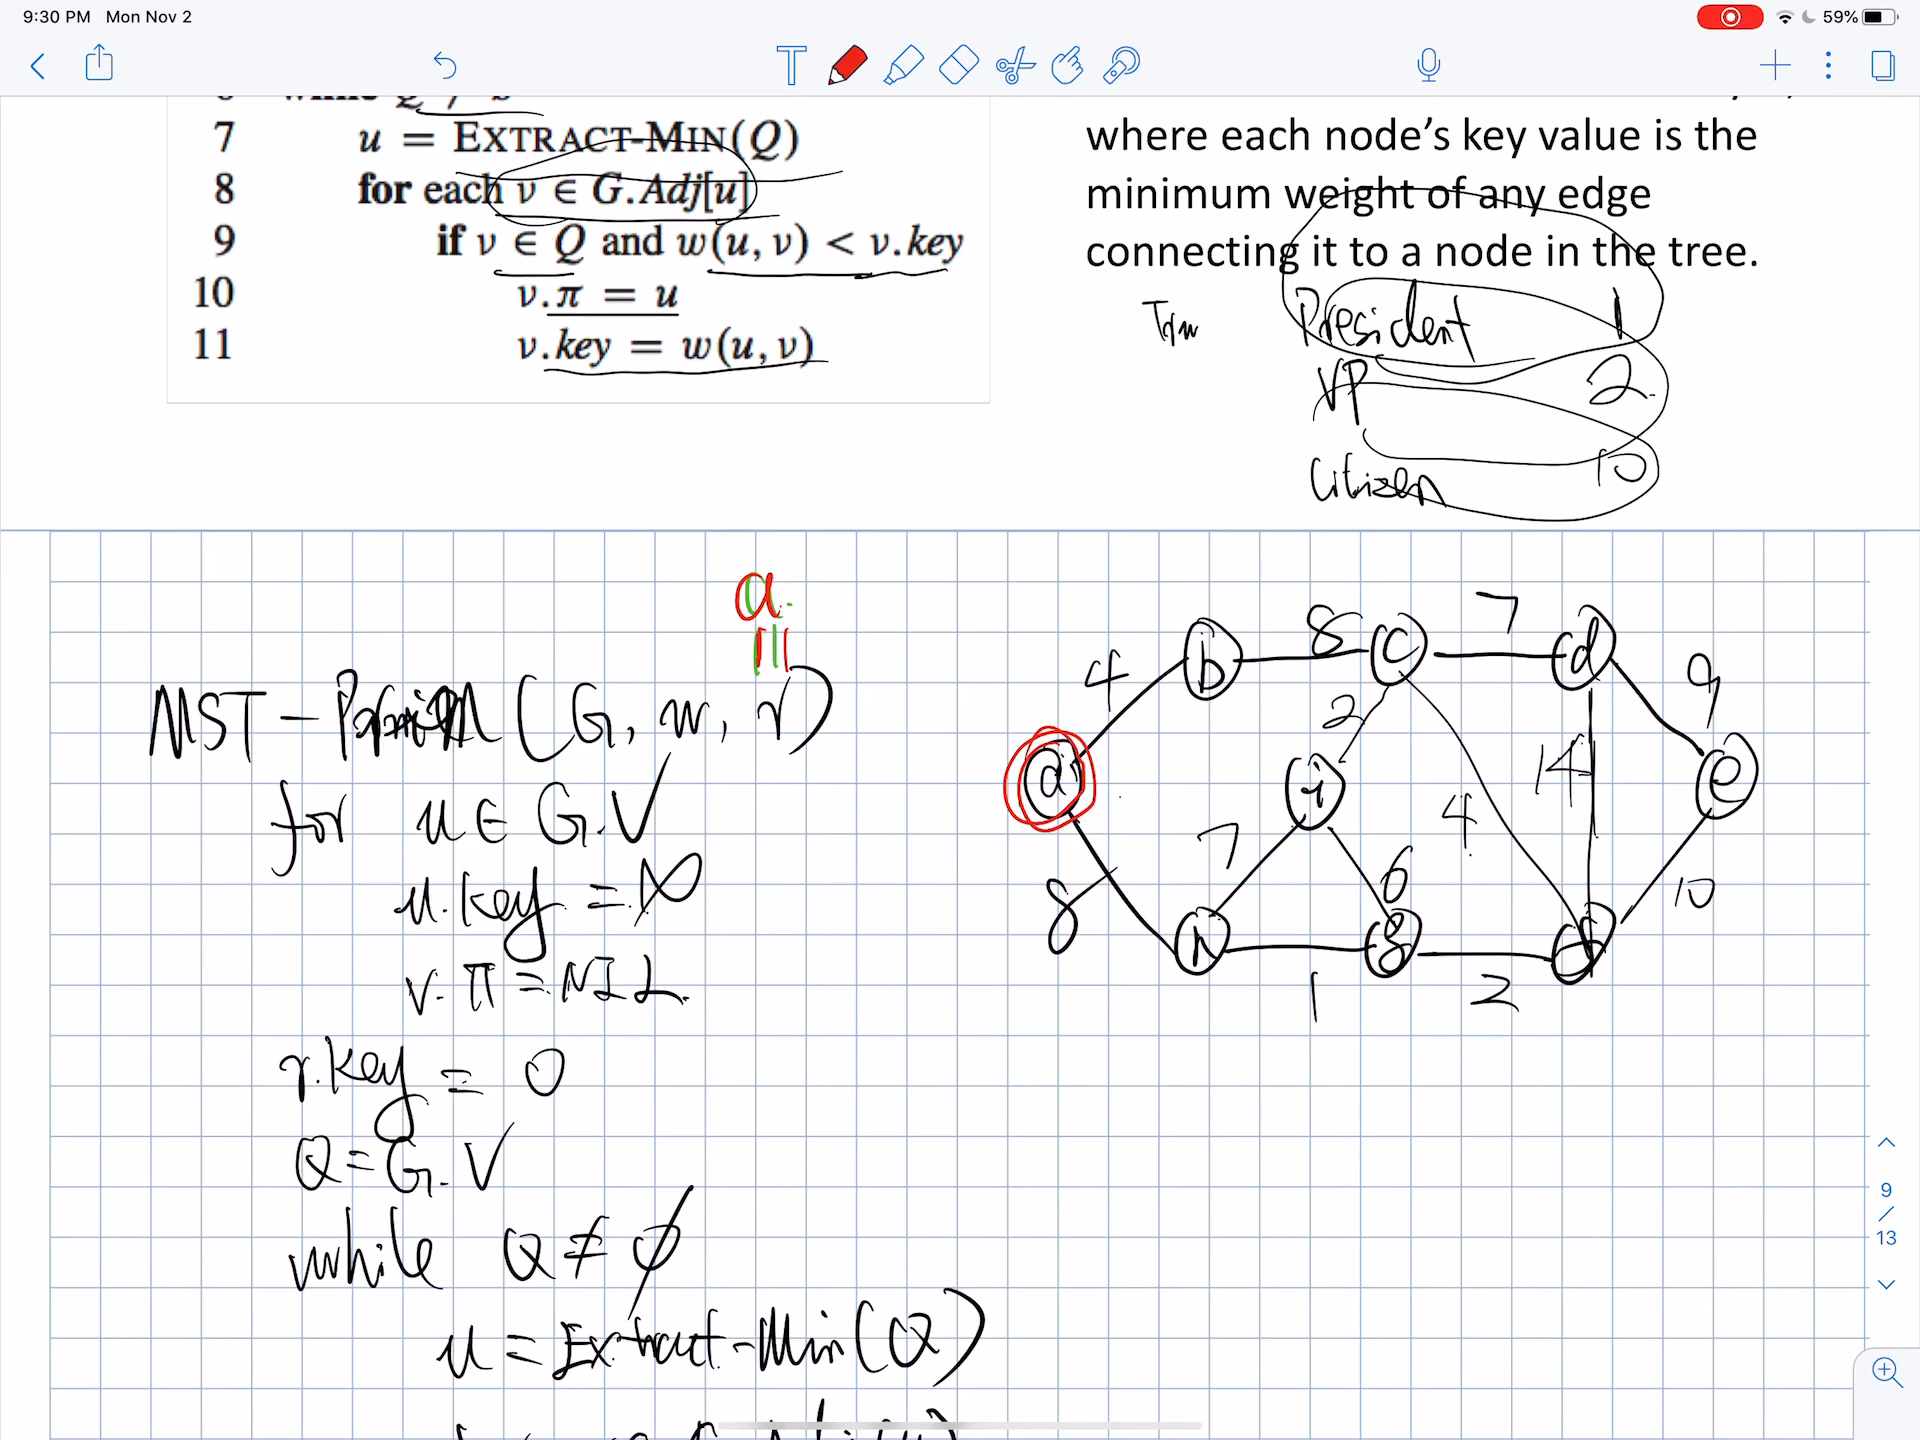 9:30 PM Mon Nov 2
59%
7 u = EXTRACT-MIN(Q)
8 for each v ∈ G.Adj[u]
9 if v ∈ Q and w(u, v) < v.key
10 v.π = u
11 v.key = w(u, v)
where each node's key value is the
minimum weight of any edge
connecting it to a node in the tree.
President 1
VP 2
Citizen 10
a
MST - Prim (G, w, r)
for u ∈ G.V
u.key = ∞
v.π = NIL
r.key = 0
Q = G.V
while Q ≠ ∅
u = Extract-Min(Q)
7
8
b c d
4 9
2
a i 14 e
4
7
6
8 10
h g
1 2
9
/
13